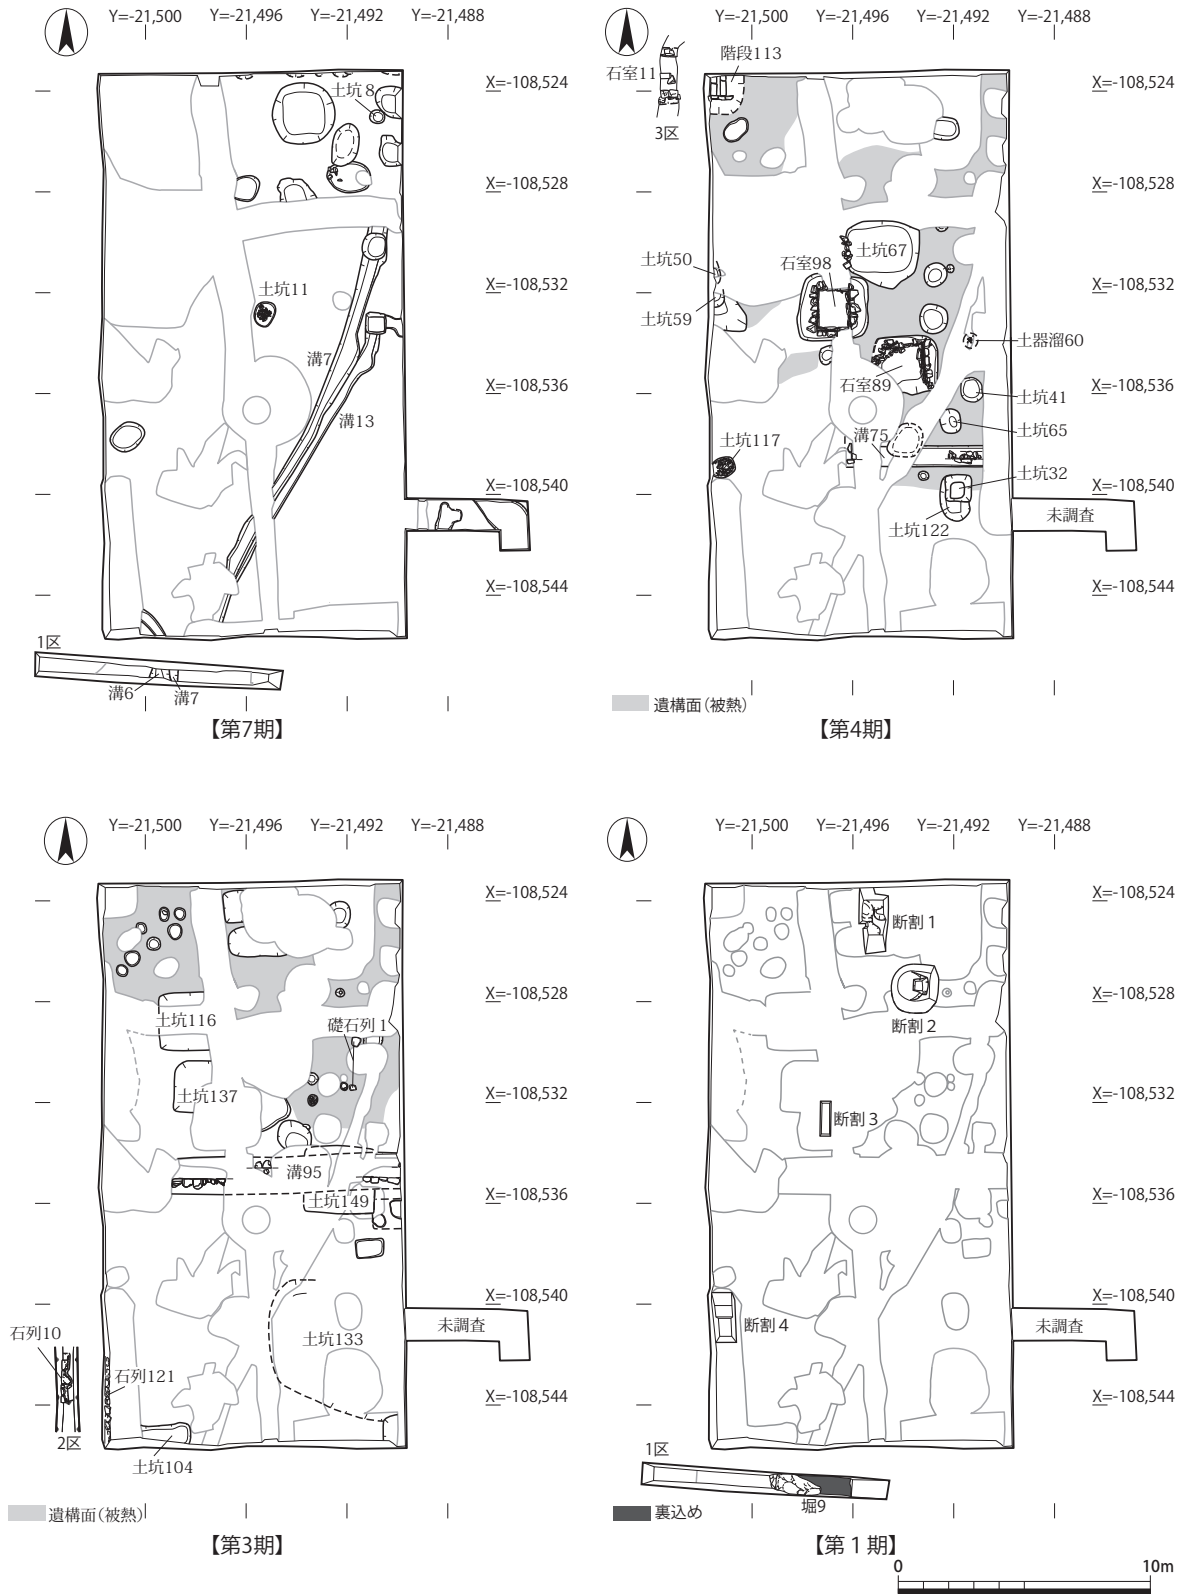 Y=-21,500 Y=-21,496 Y=-21,492 Y=-21,488
X=-108,524
X=-108,528
X=-108,532
X=-108,536
X=-108,540
X=-108,544
土坑8
土坑11
溝7
溝13
1区
溝6
溝7
【第7期】
Y=-21,500 Y=-21,496 Y=-21,492 Y=-21,488
X=-108,524
X=-108,528
X=-108,532
X=-108,536
X=-108,540
X=-108,544
石室11
3区
階段113
土坑67
石室98
土坑50
土坑59
土器溜60
石室89
土坑41
土坑65
溝75
土坑117
土坑32
土坑122
未調査
遺構面(被熱)
【第4期】
Y=-21,500 Y=-21,496 Y=-21,492 Y=-21,488
X=-108,524
X=-108,528
X=-108,532
X=-108,536
X=-108,540
X=-108,544
土坑116
礎石列1
土坑137
溝95
土坑149
土坑133
未調査
石列10
石列121
2区
土坑104
遺構面(被熱)
【第3期】
Y=-21,500 Y=-21,496 Y=-21,492 Y=-21,488
X=-108,524
X=-108,528
X=-108,532
X=-108,536
X=-108,540
X=-108,544
断割1
断割2
断割3
断割4
未調査
1区
堀9
裏込め
【第1期】
0 10m